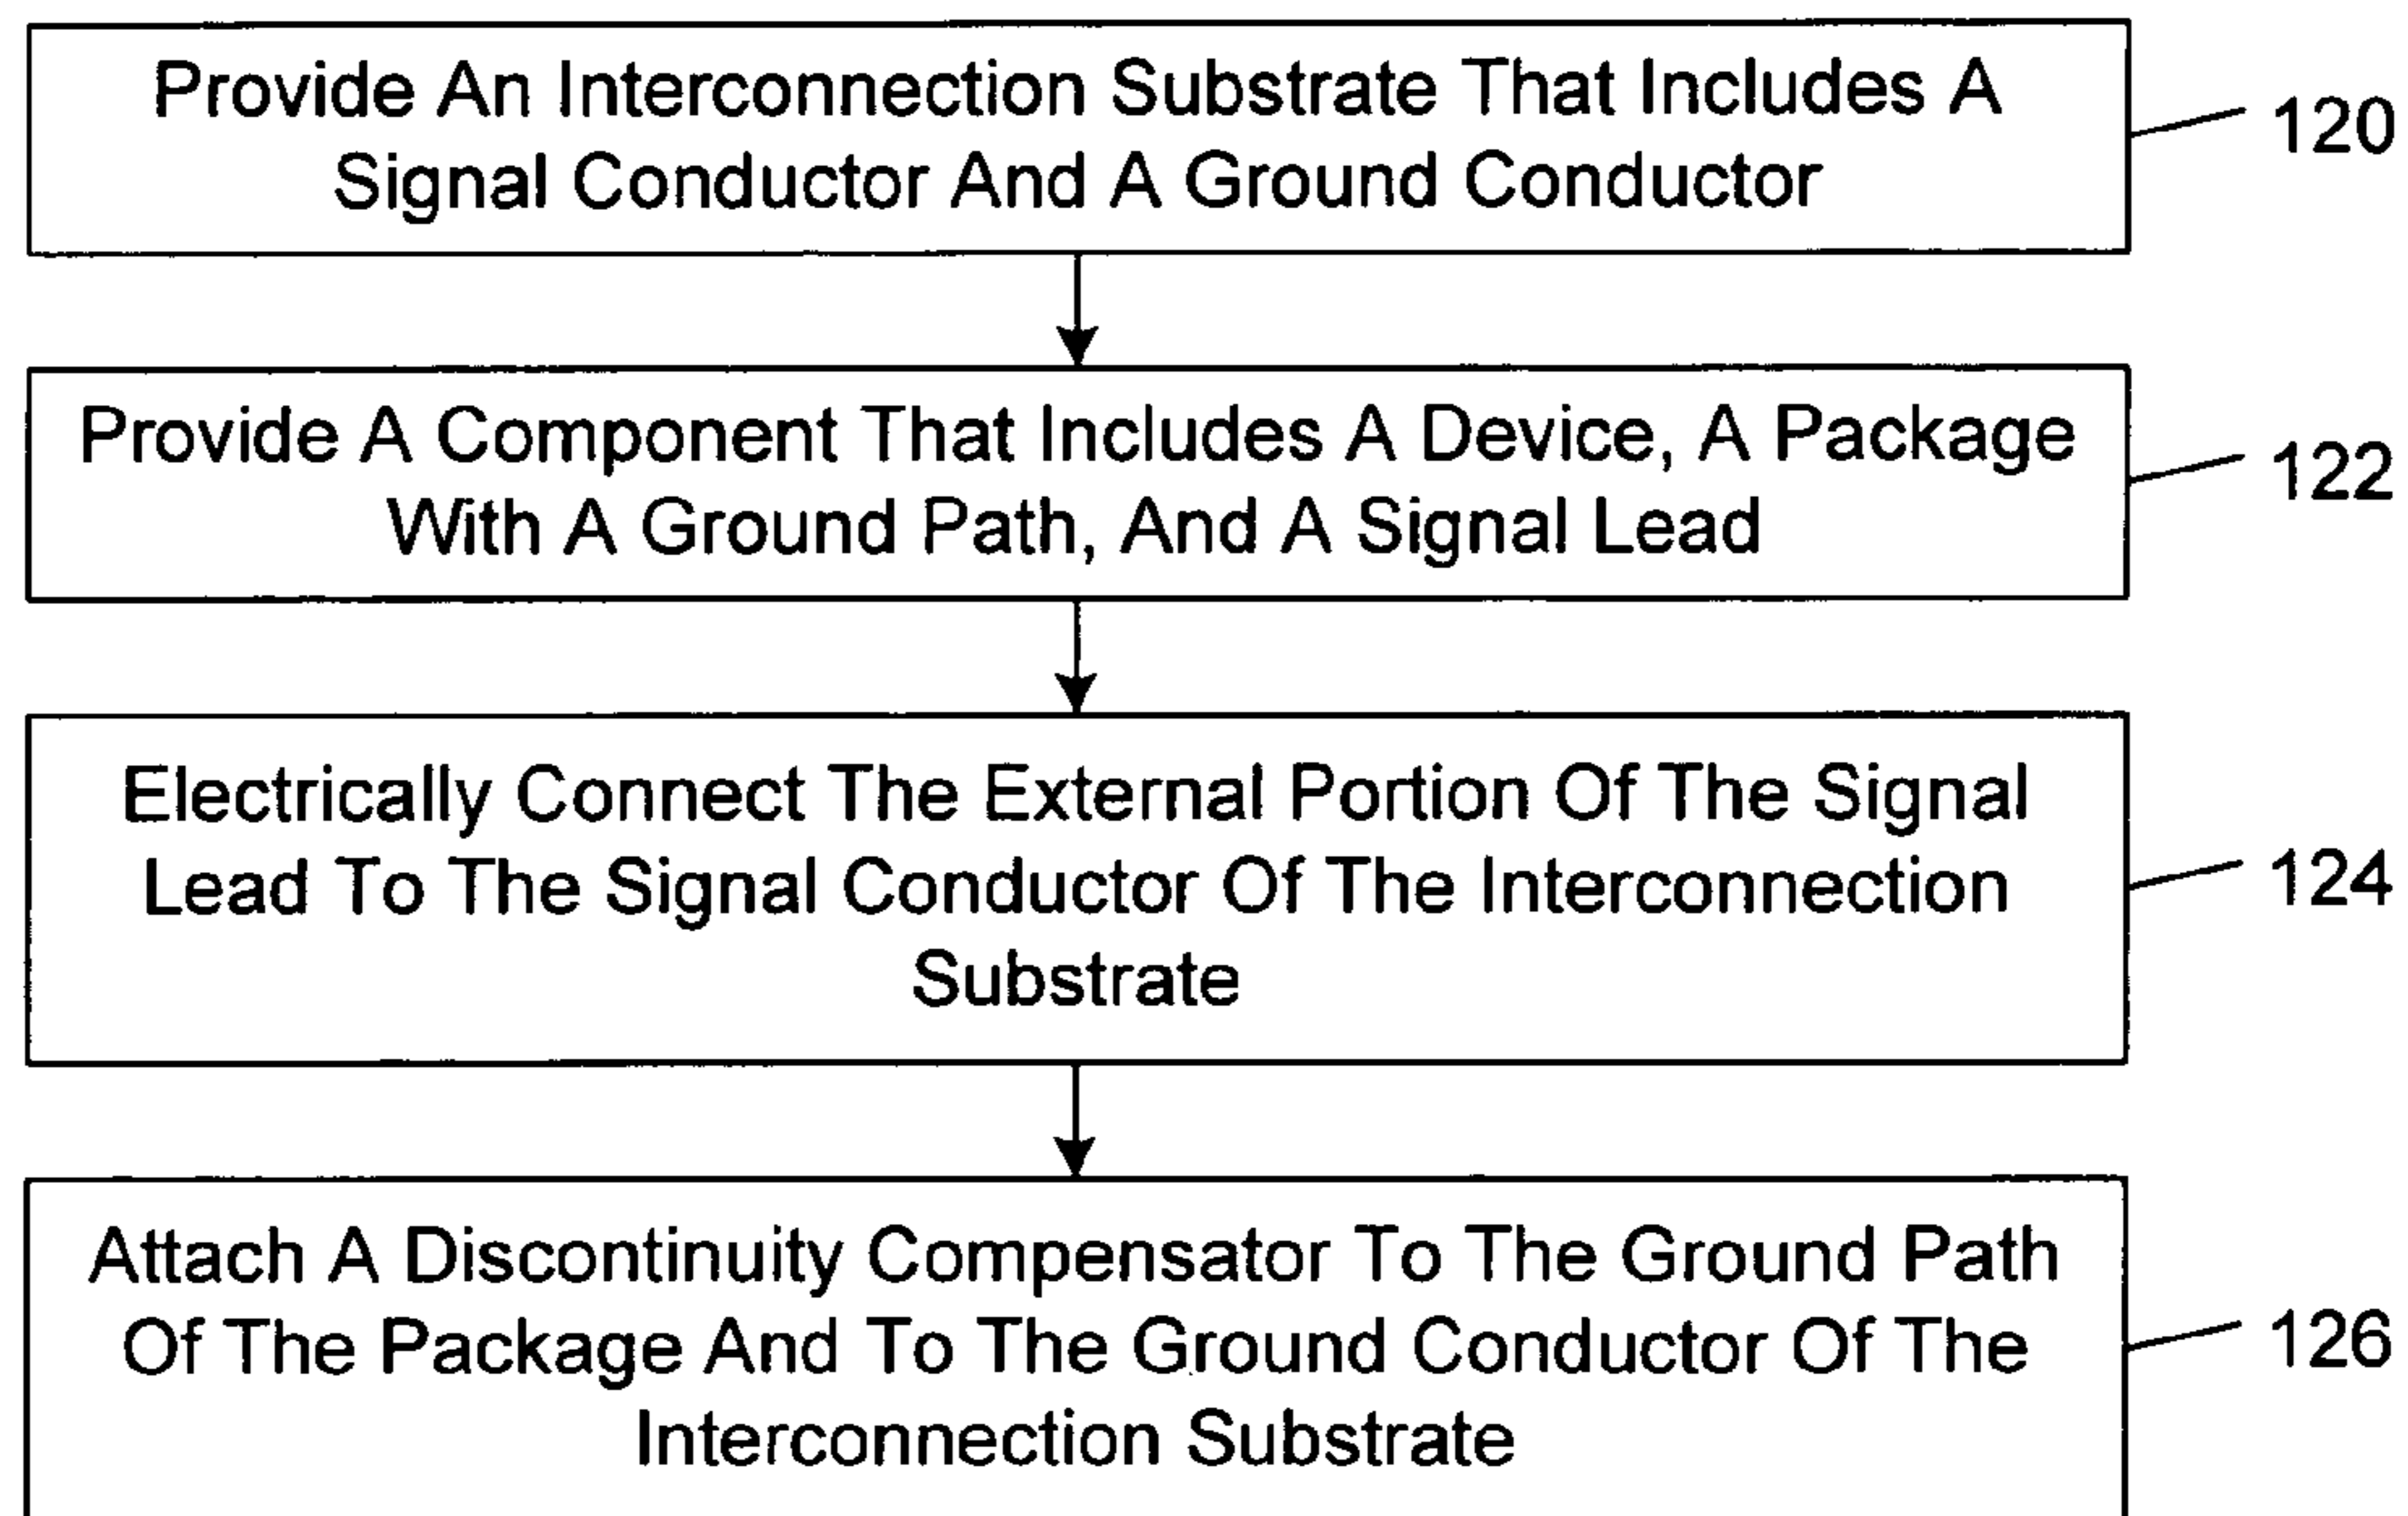 Provide An Interconnection Substrate That Includes A
Signal Conductor And A Ground Conductor
120
Provide A Component That Includes A Device, A Package
With A Ground Path, And A Signal Lead
122
Electrically Connect The External Portion Of The Signal
Lead To The Signal Conductor Of The Interconnection
Substrate
124
Attach A Discontinuity Compensator To The Ground Path
Of The Package And To The Ground Conductor Of The
Interconnection Substrate
126